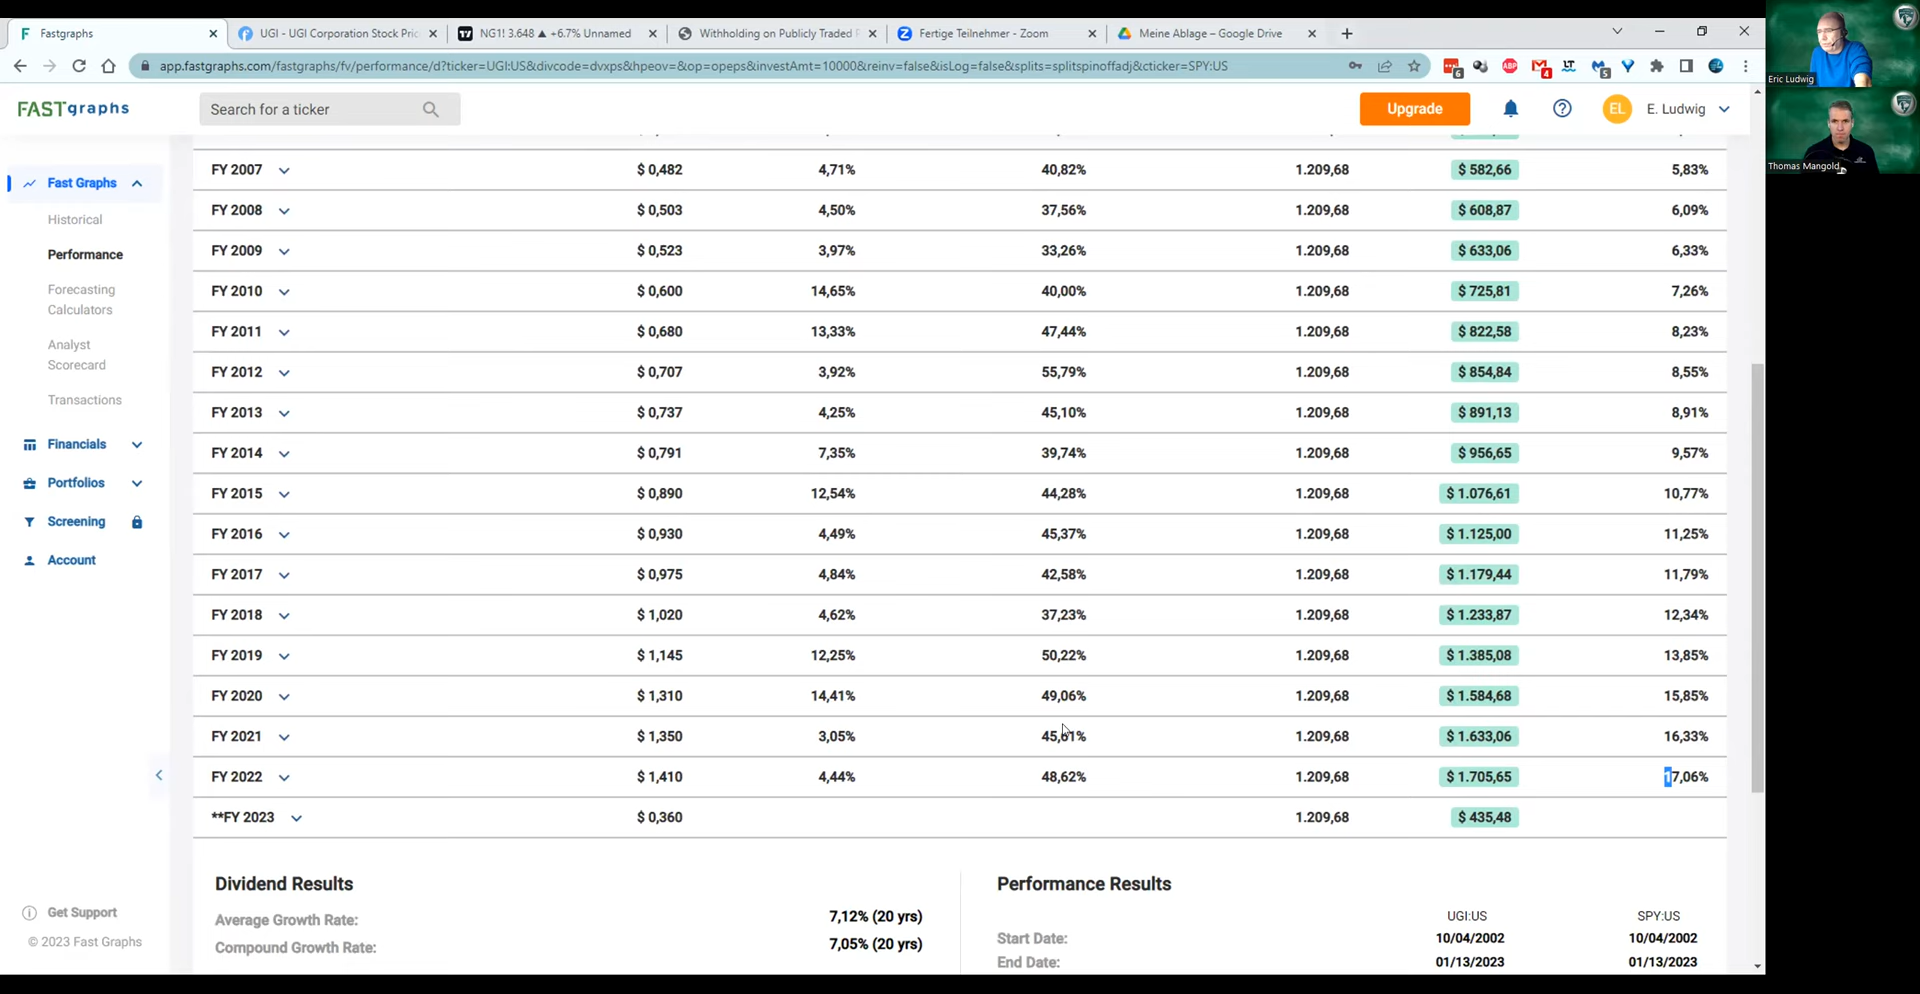 Fastgraphs
UGI - UGI Corporation Stock Pric
NG1! 3.648 ▲ +6.7% Unnamed
Withholding on Publicly Traded P
Fertige Teilnehmer - Zoom
Meine Ablage – Google Drive
app.fastgraphs.com/fastgraphs/fv/performance/d?ticker=UGI:US&divcode=dvxps&hpeov=&op=opeps&investAmt=10000&reinv=false&isLog=false&splits=splitspinoffadj&cticker=SPY:US
Eric Ludwig
Thomas Mangold
FASTgraphs
Search for a ticker
Upgrade
EL
E. Ludwig
Fast Graphs
Historical
Performance
Forecasting
Calculators
Analyst
Scorecard
Transactions
Financials
Portfolios
Screening
Account
Get Support
© 2023 Fast Graphs
FY 2007 $ 0,482 4,71% 40,82% 1.209,68 $ 582,66 5,83%
FY 2008 $ 0,503 4,50% 37,56% 1.209,68 $ 608,87 6,09%
FY 2009 $ 0,523 3,97% 33,26% 1.209,68 $ 633,06 6,33%
FY 2010 $ 0,600 14,65% 40,00% 1.209,68 $ 725,81 7,26%
FY 2011 $ 0,680 13,33% 47,44% 1.209,68 $ 822,58 8,23%
FY 2012 $ 0,707 3,92% 55,79% 1.209,68 $ 854,84 8,55%
FY 2013 $ 0,737 4,25% 45,10% 1.209,68 $ 891,13 8,91%
FY 2014 $ 0,791 7,35% 39,74% 1.209,68 $ 956,65 9,57%
FY 2015 $ 0,890 12,54% 44,28% 1.209,68 $ 1.076,61 10,77%
FY 2016 $ 0,930 4,49% 45,37% 1.209,68 $ 1.125,00 11,25%
FY 2017 $ 0,975 4,84% 42,58% 1.209,68 $ 1.179,44 11,79%
FY 2018 $ 1,020 4,62% 37,23% 1.209,68 $ 1.233,87 12,34%
FY 2019 $ 1,145 12,25% 50,22% 1.209,68 $ 1.385,08 13,85%
FY 2020 $ 1,310 14,41% 49,06% 1.209,68 $ 1.584,68 15,85%
FY 2021 $ 1,350 3,05% 1.209,68 $ 1.633,06 16,33%
FY 2022 $ 1,410 4,44% 48,62% 1.209,68 $ 1.705,65 17,06%
**FY 2023 $ 0,360 1.209,68 $ 435,48
Dividend Results
Average Growth Rate: 7,12% (20 yrs)
Compound Growth Rate: 7,05% (20 yrs)
Performance Results
UGI:US SPY:US
Start Date: 10/04/2002 10/04/2002
End Date: 01/13/2023 01/13/2023